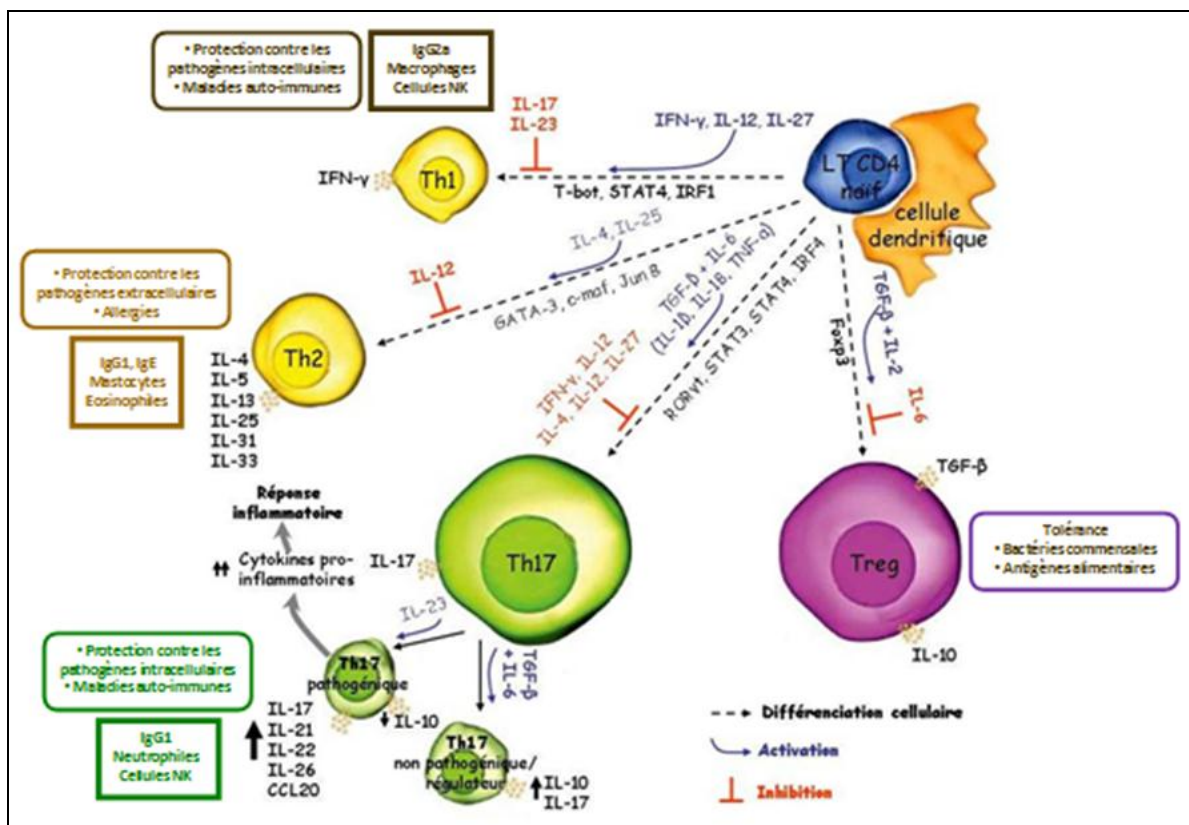 • Protection contre les
pathogènes intracellulaires
• Maladies auto-immunes
IgG2a
Macrophages
Cellules NK
IL-17
IL-23
IFN-γ, IL-12, IL-27
LT CD4
naïf
cellule
dendritique
IFN-γ
Th1
T-bot, STAT4, IRF1
• Protection contre les
pathogènes extracellulaires
• Allergies
IL-12
IL-4, IL-25
GATA-3, c-maf, Jun B
TGF-β + IL-6
(IL-1β, IL-18, TNF-α)
RORγt, STAT3, STAT4, IRF4
Foxp3
TGF-β + IL-2
IL-6
IgG1, IgE
Mastocytes
Eosinophiles
Th2
IL-4
IL-5
IL-13
IL-25
IL-31
IL-33
IFN-γ, IL-12
IL-4, IL-12, IL-27
TGF-β
Réponse
inflammatoire
Cytokines pro-
inflammatoires
IL-17
Th17
Treg
Tolérance
• Bactéries commensales
• Antigènes alimentaires
IL-10
IL-23
TGF-β
+ IL-6
• Protection contre les
pathogènes intracellulaires
• Maladies auto-immunes
Th17
pathogénique
IL-10
IgG1
Neutrophiles
Cellules NK
IL-17
IL-21
IL-22
IL-26
CCL20
Th17
non pathogénique/
régulateur
IL-10
IL-17
Différenciation cellulaire
Activation
Inhibition